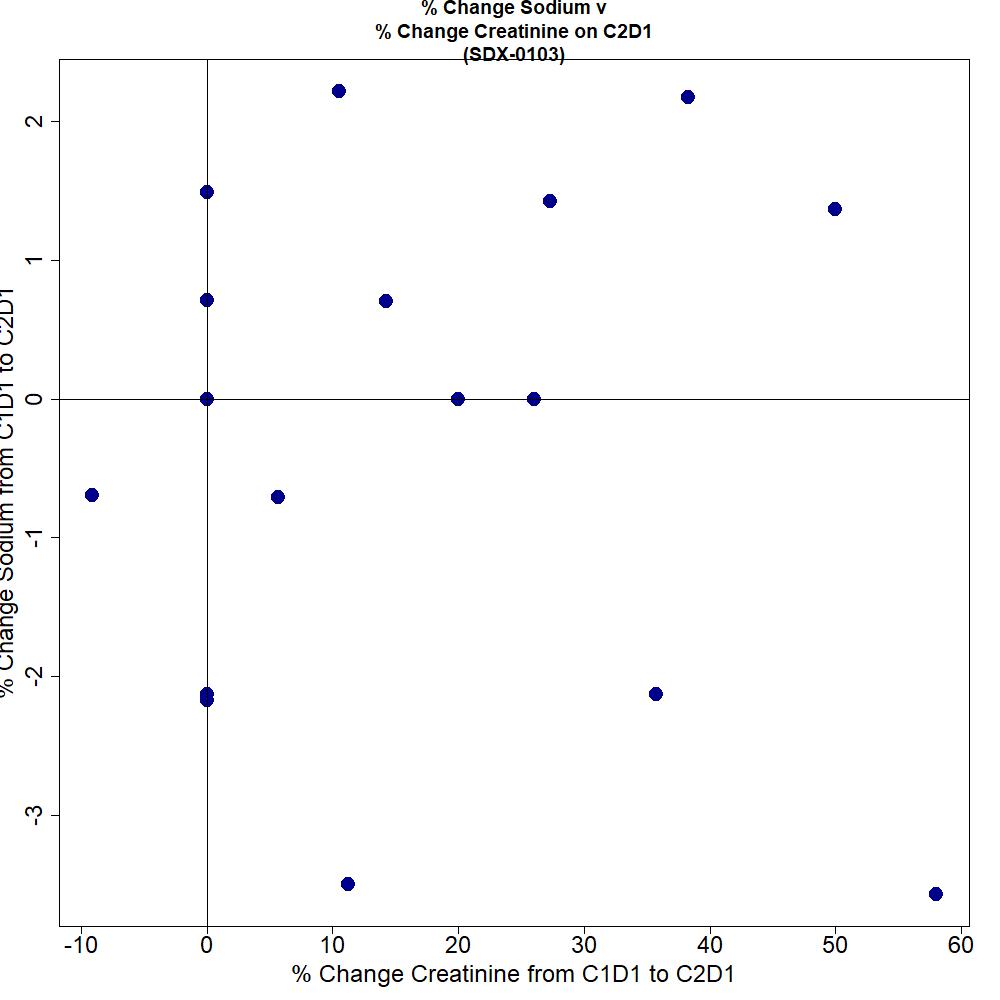 % Change Sodium v
% Change Creatinine on C2D1
(SDX-0103)
% Change Sodium from C1D1 to C2D1
2
1
0
-1
-2
-3
-10 0 10 20 30 40 50 60
% Change Creatinine from C1D1 to C2D1